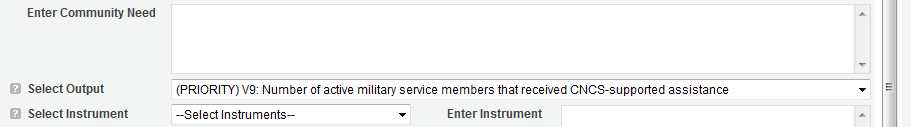 Enter Community Need
? Select Output (PRIORITY) V9: Number of active military service members that received CNCS-supported assistance
? Select Instrument --Select Instruments-- Enter Instrument